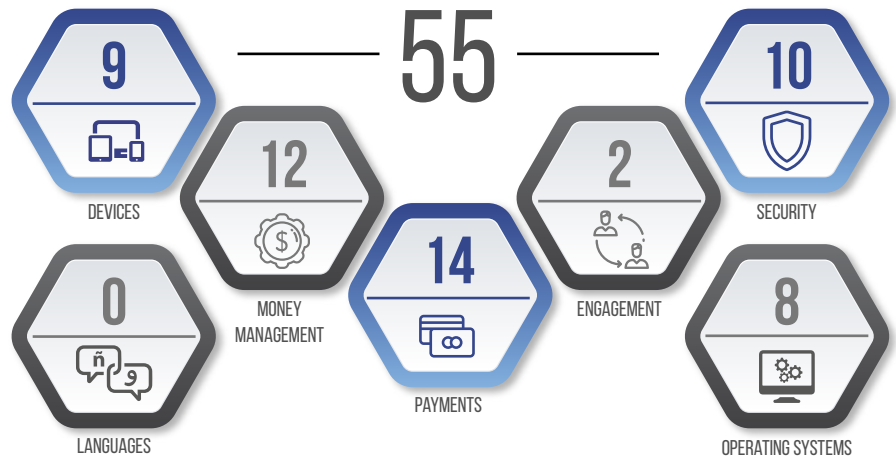 55
9
DEVICES
10
SECURITY
12
MONEY
MANAGEMENT
$
2
ENGAGEMENT
14
PAYMENTS
0
ñ
و
LANGUAGES
8
OPERATING SYSTEMS